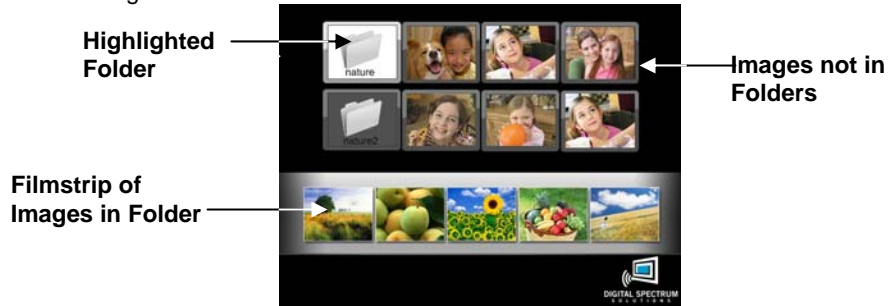 Highlighted
Folder
nature
nature2
Images not in
Folders
Filmstrip of
Images in Folder
DIGITAL SPECTRUM
SOLUTIONS